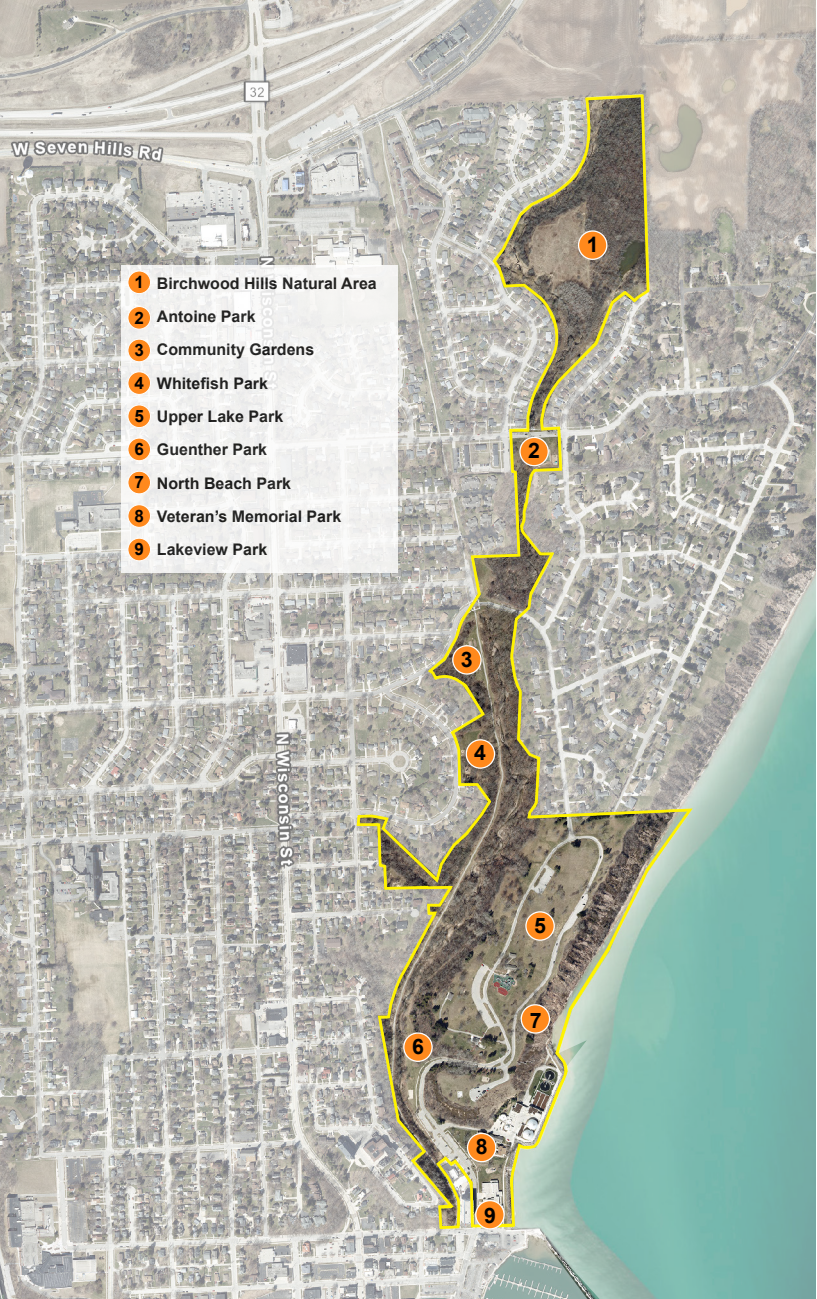 32
W Seven Hills Rd
1 Birchwood Hills Natural Area
2 Antoine Park
3 Community Gardens
4 Whitefish Park
5 Upper Lake Park
6 Guenther Park
7 North Beach Park
8 Veteran's Memorial Park
9 Lakeview Park
N Wisconsin St
1
2
3
4
N Wisconsin St
5
7
6
8
9